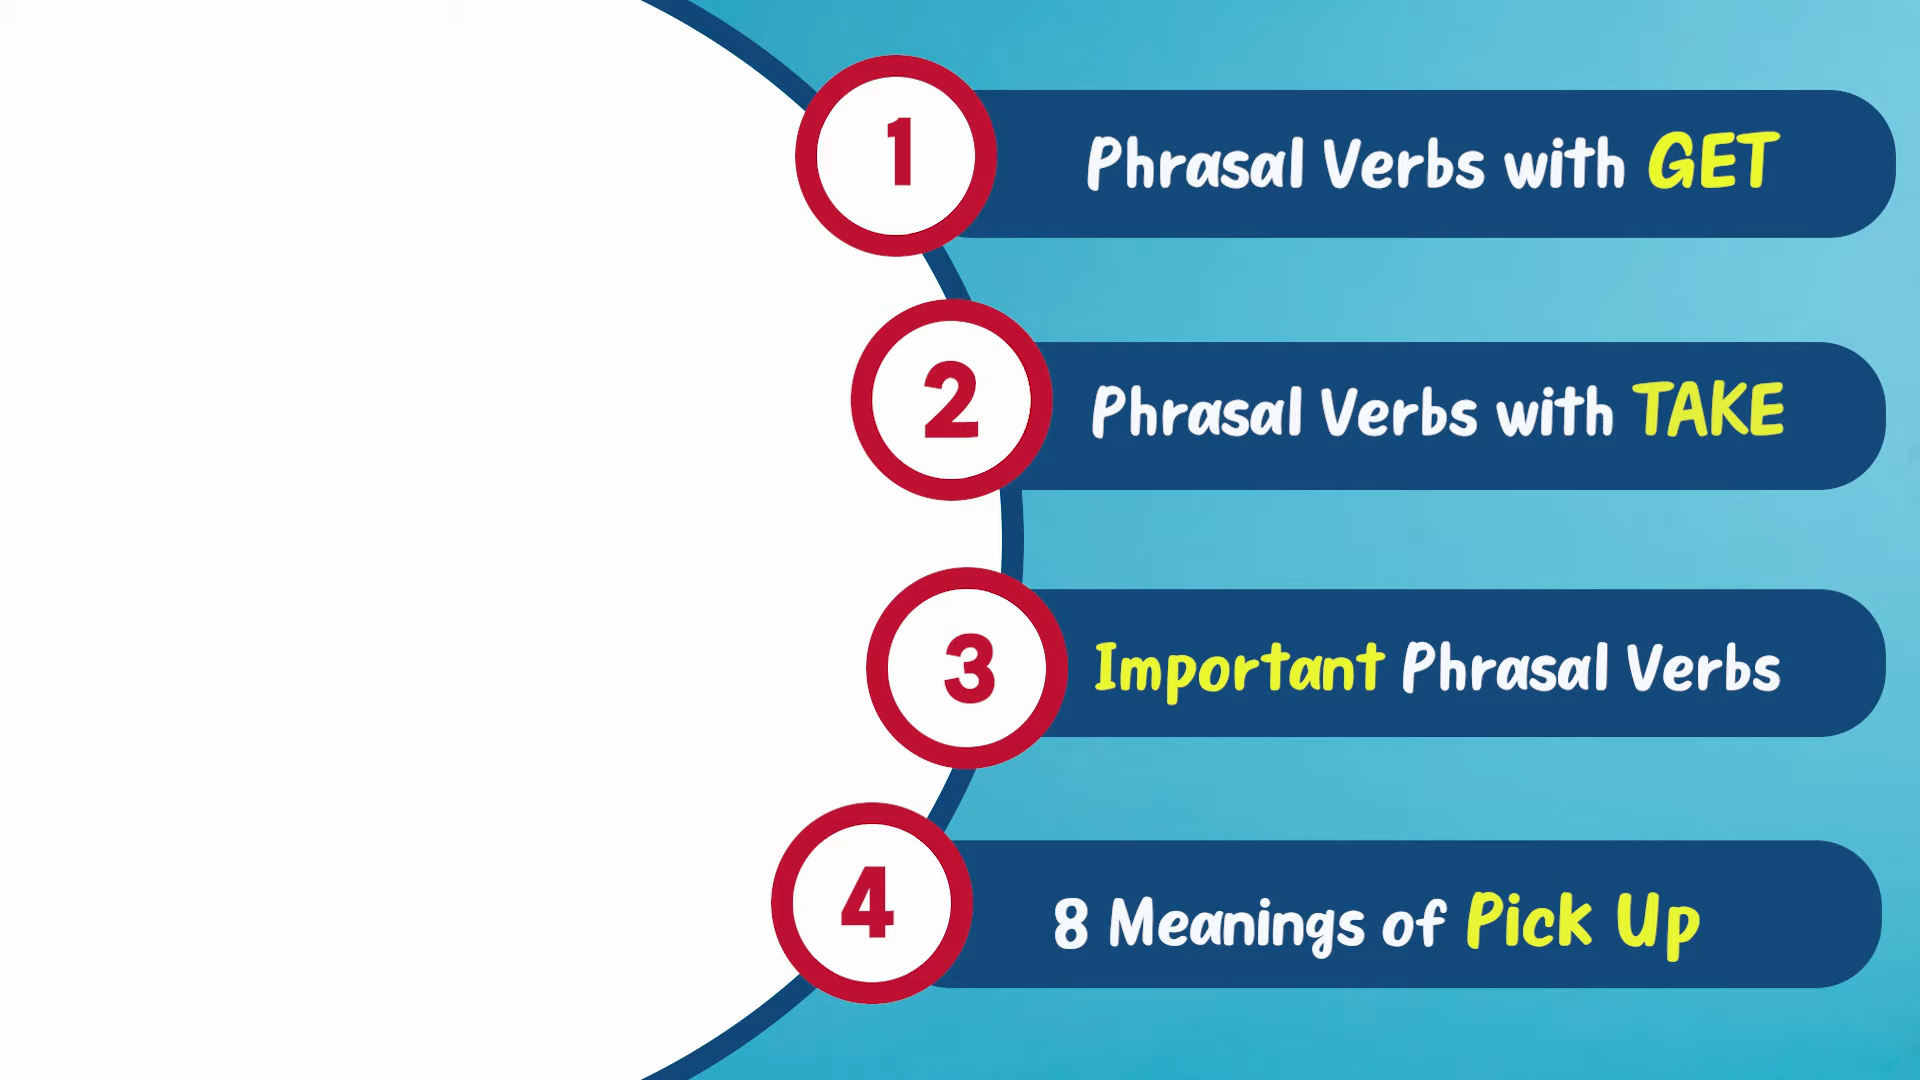 1
Phrasal Verbs with GET
2
Phrasal Verbs with TAKE
3
Important Phrasal Verbs
4
8 Meanings of Pick Up